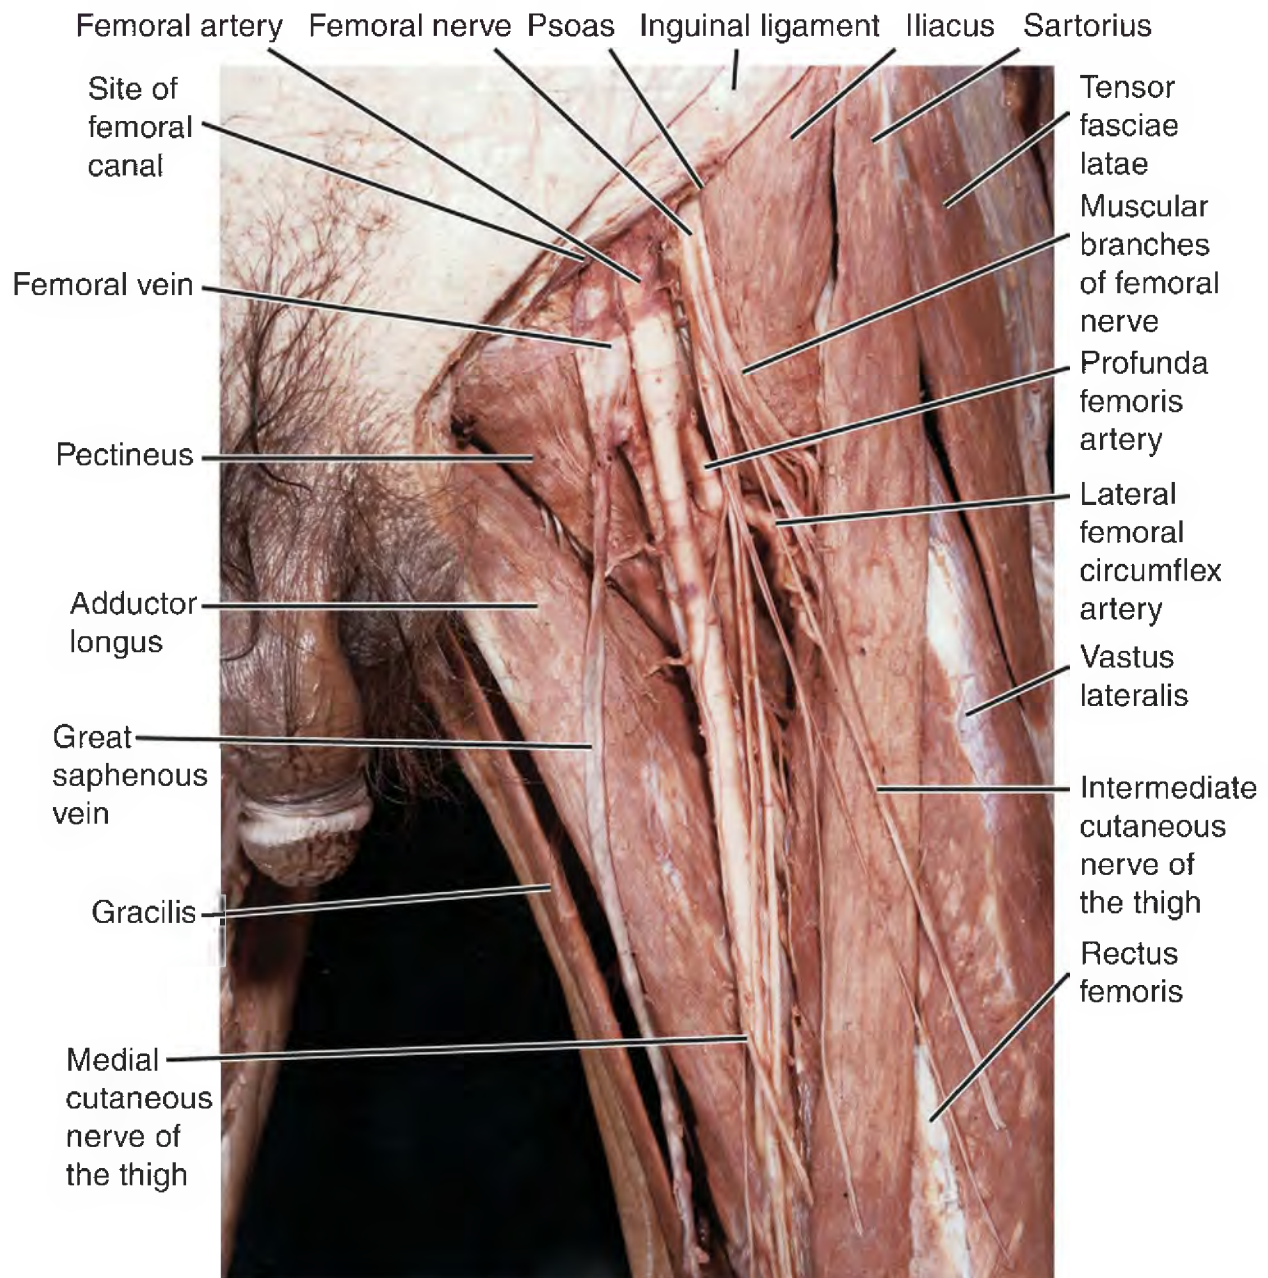 Femoral artery
Femoral nerve
Psoas
Inguinal ligament
Iliacus
Sartorius
Site of
femoral
canal
Femoral vein
Pectineus
Adductor
longus
Great
saphenous
vein
Gracilis
Medial
cutaneous
nerve of
the thigh
Tensor
fasciae
latae
Muscular
branches
of femoral
nerve
Profunda
femoris
artery
Lateral
femoral
circumflex
artery
Vastus
lateralis
Intermediate
cutaneous
nerve of
the thigh
Rectus
femoris